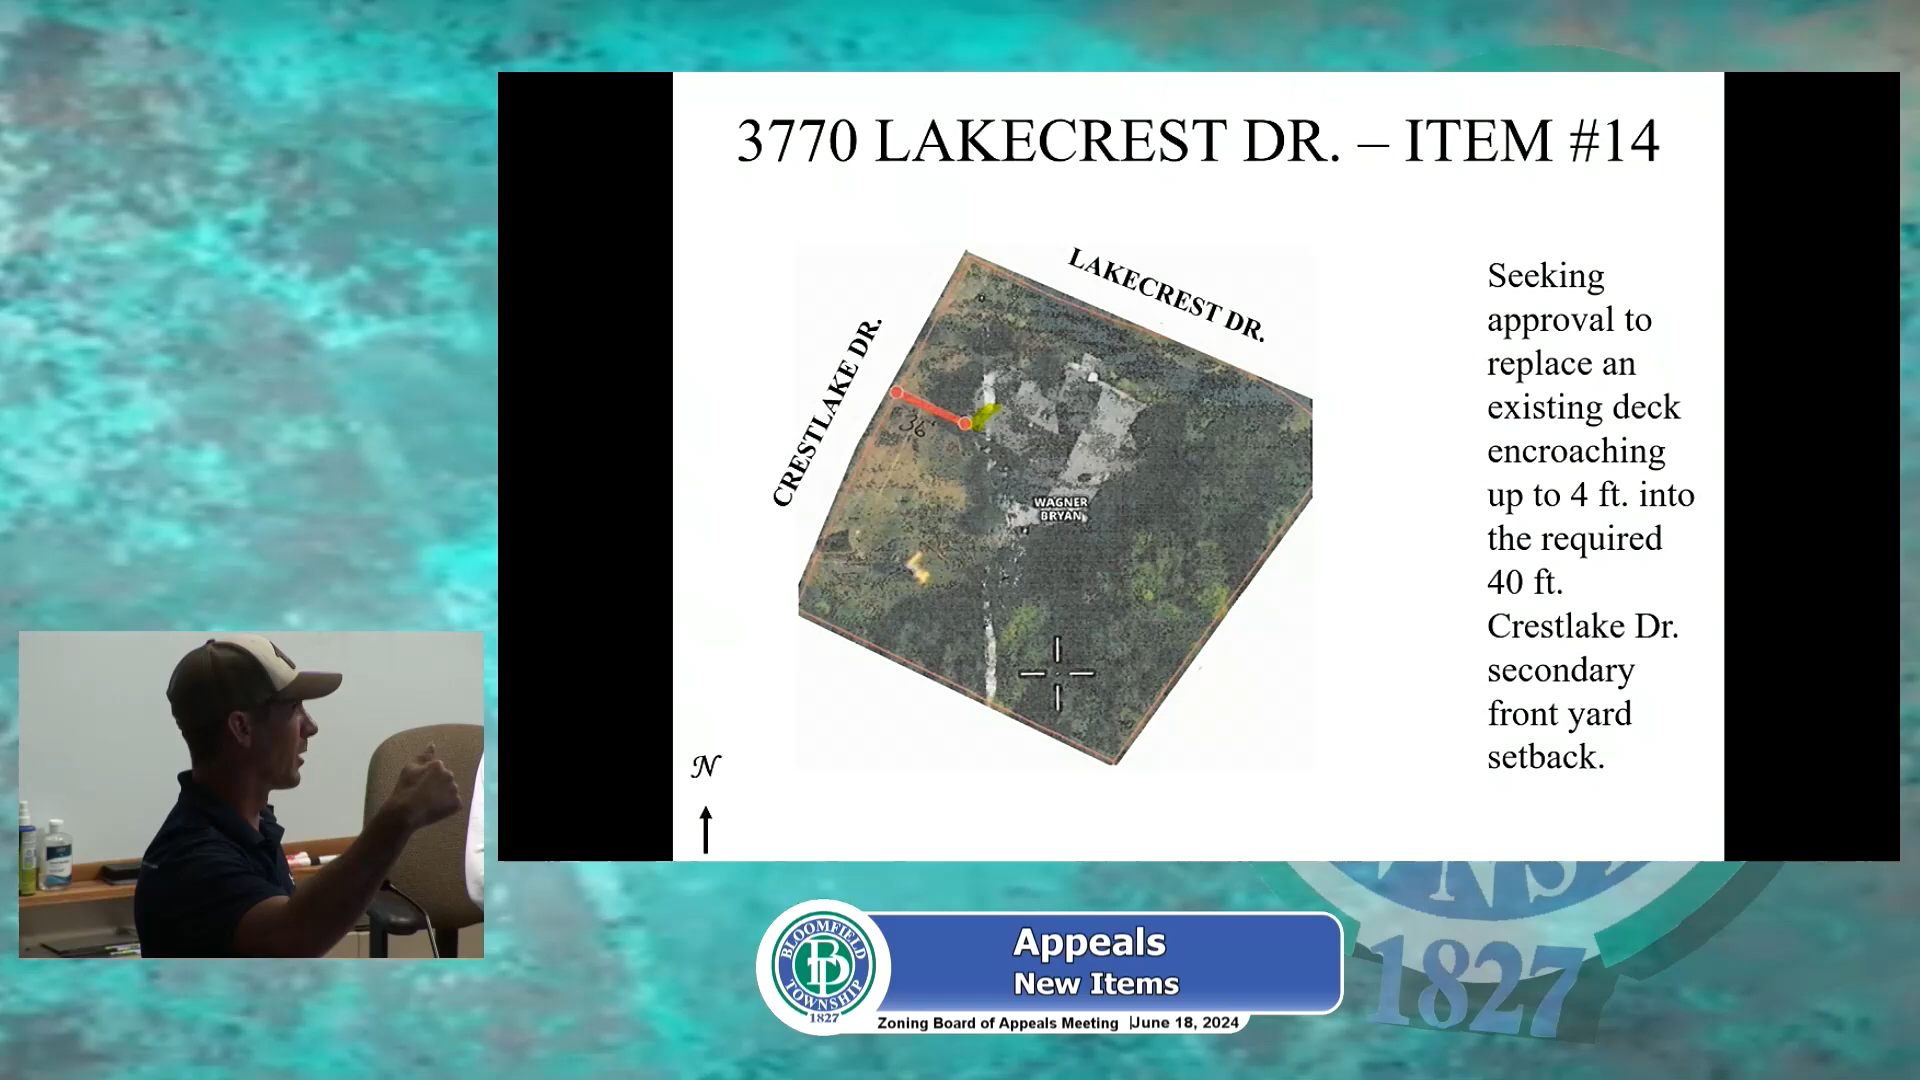 3770 LAKECREST DR. – ITEM #14
LAKECREST DR.
CRESTLAKE DR.
36'
WAGNER
BRYAN
Seeking
approval to
replace an
existing deck
encroaching
up to 4 ft. into
the required
40 ft.
Crestlake Dr.
secondary
front yard
setback.
N
BLOOMFIELD
TOWNSHIP
1827
Appeals
New Items
Zoning Board of Appeals Meeting |June 18, 2024
1827